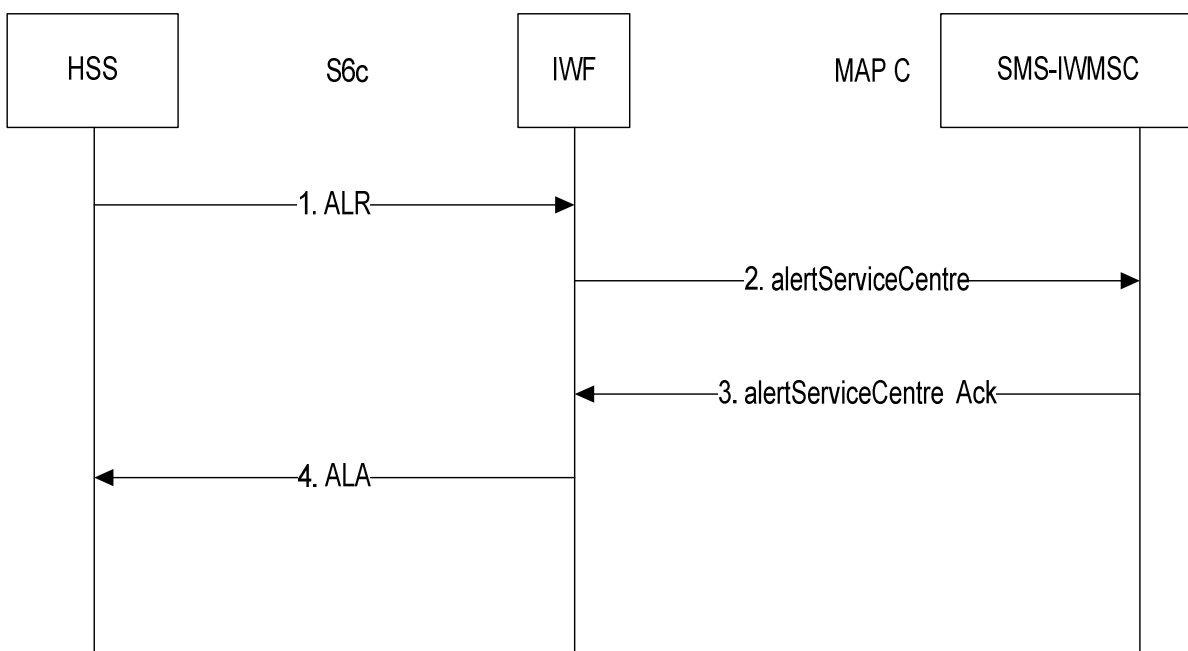 HSS
S6c
IWF
MAP C
SMS-IWMSC
1. ALR
2. alertServiceCentre
3. alertServiceCentre Ack
4. ALA